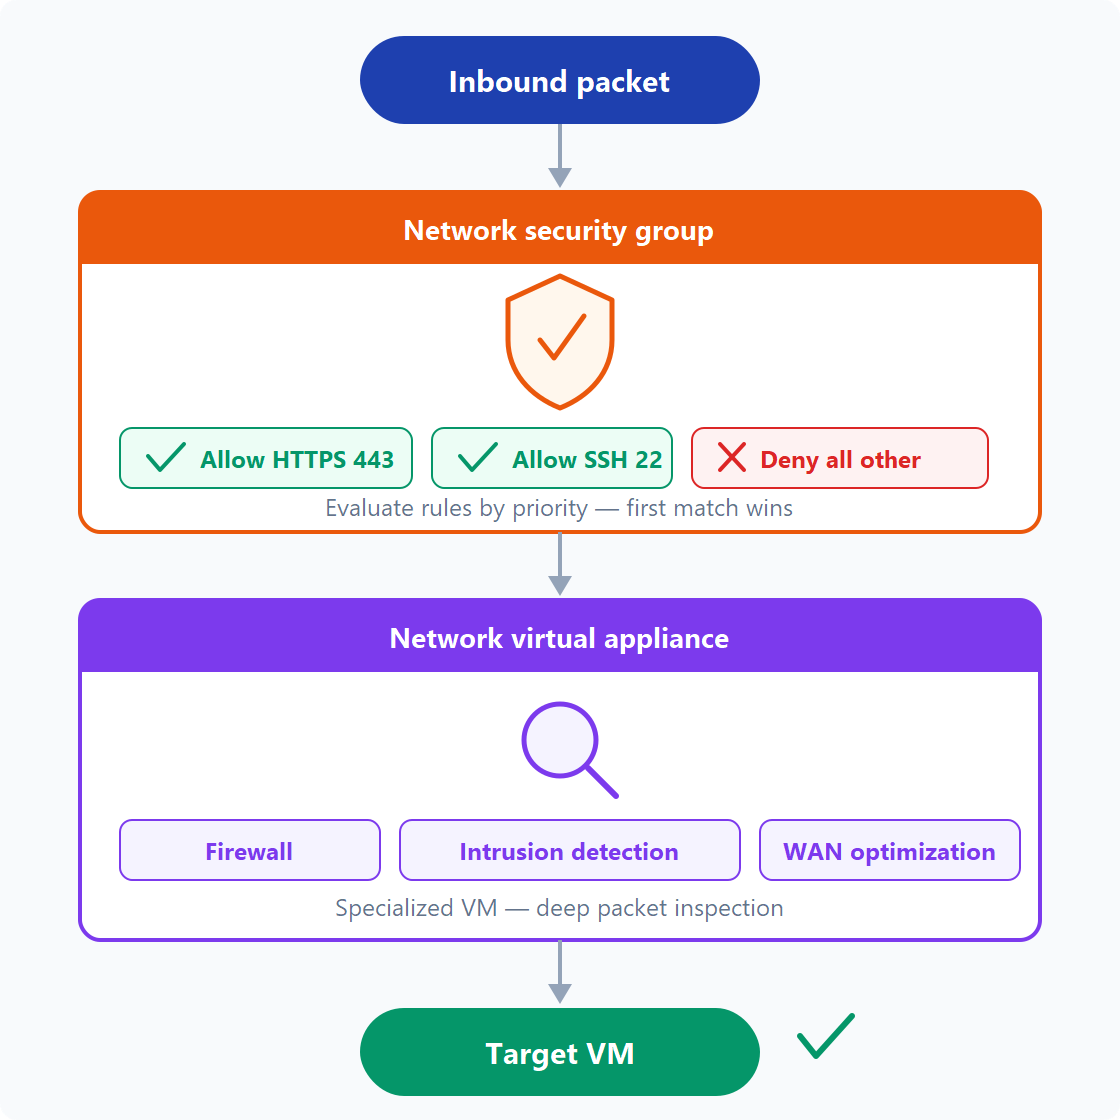 Inbound packet
Network security group
Allow HTTPS 443
Allow SSH 22
Deny all other
Evaluate rules by priority — first match wins
Network virtual appliance
Firewall
Intrusion detection
WAN optimization
Specialized VM — deep packet inspection
Target VM